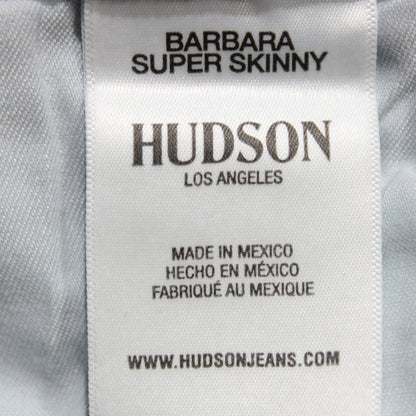 BARBARA
SUPER SKINNY
HUDSON
LOS ANGELES
MADE IN MEXICO
HECHO EN MÉXICO
FABRIQUÉ AU MEXIQUE
WWW.HUDSONJEANS.COM